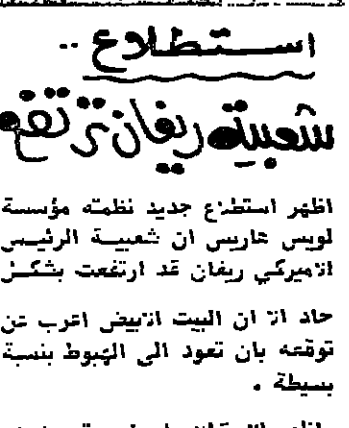 استطلاع ..
شعبية ريغان ترتفع
اظهر استطلاع جديد نظمته مؤسسة
لويس هاريس ان شعبية الرئيس
الاميركي ريغان قد ارتفعت بشكل
حاد الا ان البيت الابيض اعرب عن
توقعه بان تعود الى الهبوط بنسبة
بسيطة .